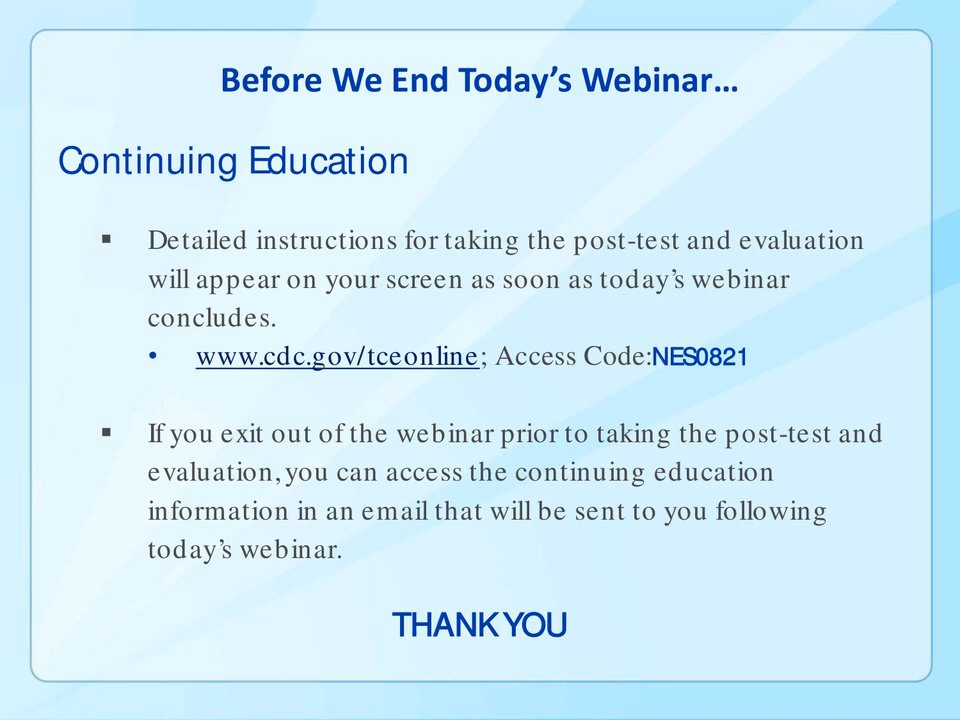 Before We End Today’s Webinar…
Continuing Education
▪ Detailed instructions for taking the post-test and evaluation
will appear on your screen as soon as today’s webinar
concludes.
• www.cdc.gov/tceonline; Access Code:NES0821
▪ If you exit out of the webinar prior to taking the post-test and
evaluation, you can access the continuing education
information in an email that will be sent to you following
today’s webinar.
THANK YOU